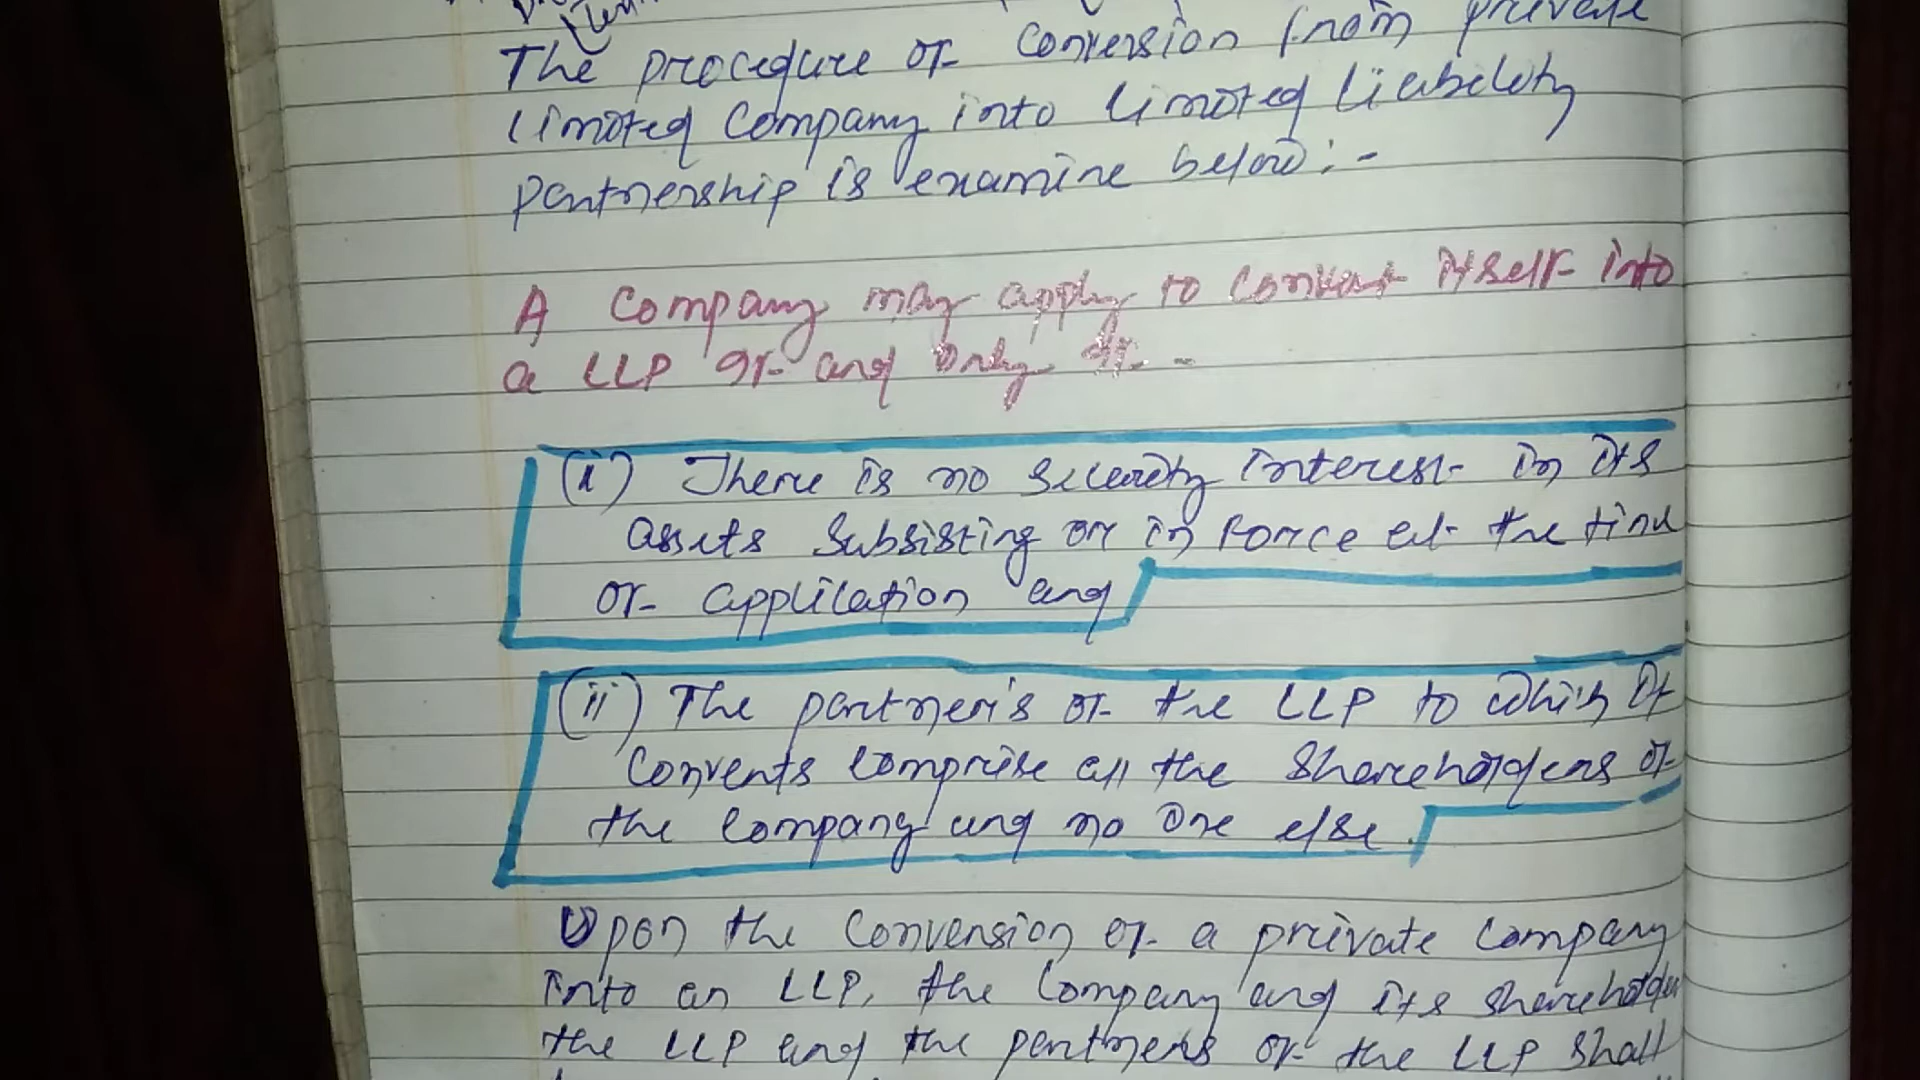 The procedure of conversion from private
limited company into limited liability
partnership is examine below:-
A company may apply to convert itself into
a LLP if and only if -
(i) There is no security interest in its
assets subsisting or in force at the time
of application and
(ii) The partner's of the LLP to which it
converts comprise all the shareholders of
the company and no one else.
Upon the conversion of a private company
into an LLP, the company and its shareholder
the LLP and the partners of the LLP shall